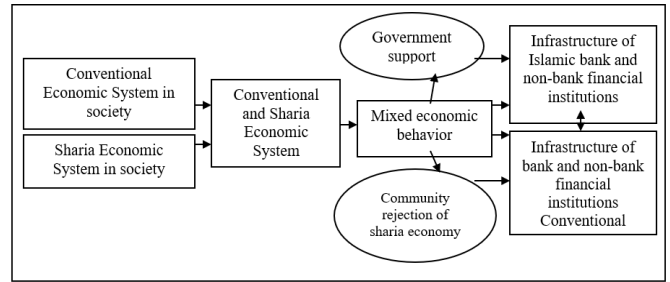 Conventional
Economic System in
society
Sharia Economic
System in society
Conventional
and Sharia
Economic
System
Mixed economic
behavior
Government
support
Community
rejection of
sharia economy
Infrastructure of
Islamic bank and
non-bank financial
institutions
Infrastructure of
bank and non-bank
financial
institutions
Conventional